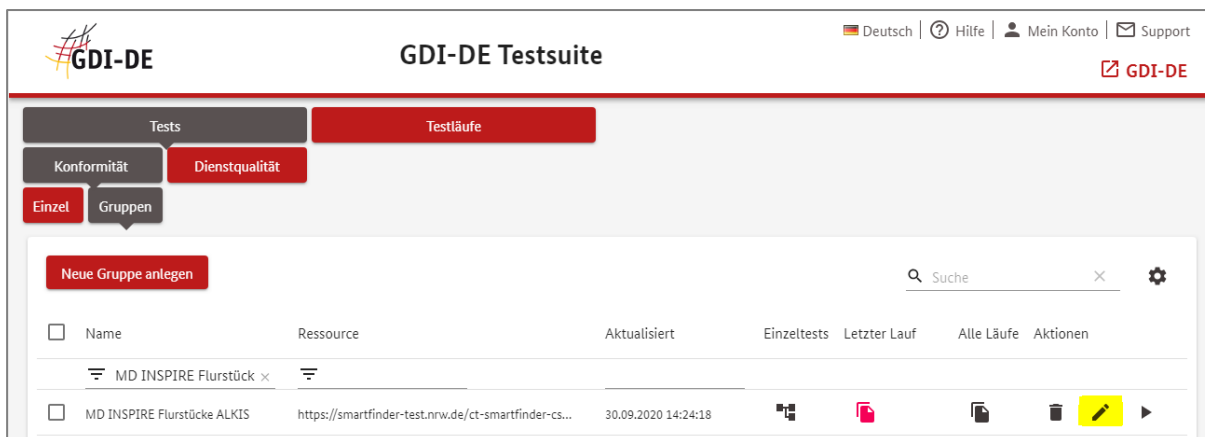 GDI-DE
GDI-DE Testsuite
Deutsch | Hilfe | Mein Konto | Support
GDI-DE
Tests Testläufe
Konformität Dienstqualität
Einzel Gruppen
Neue Gruppe anlegen Suche
Name Ressource Aktualisiert Einzeltests Letzter Lauf Alle Läufe Aktionen
MD INSPIRE Flurstück
MD INSPIRE Flurstücke ALKIS https://smartfinder-test.nrw.de/ct-smartfinder-cs... 30.09.2020 14:24:18